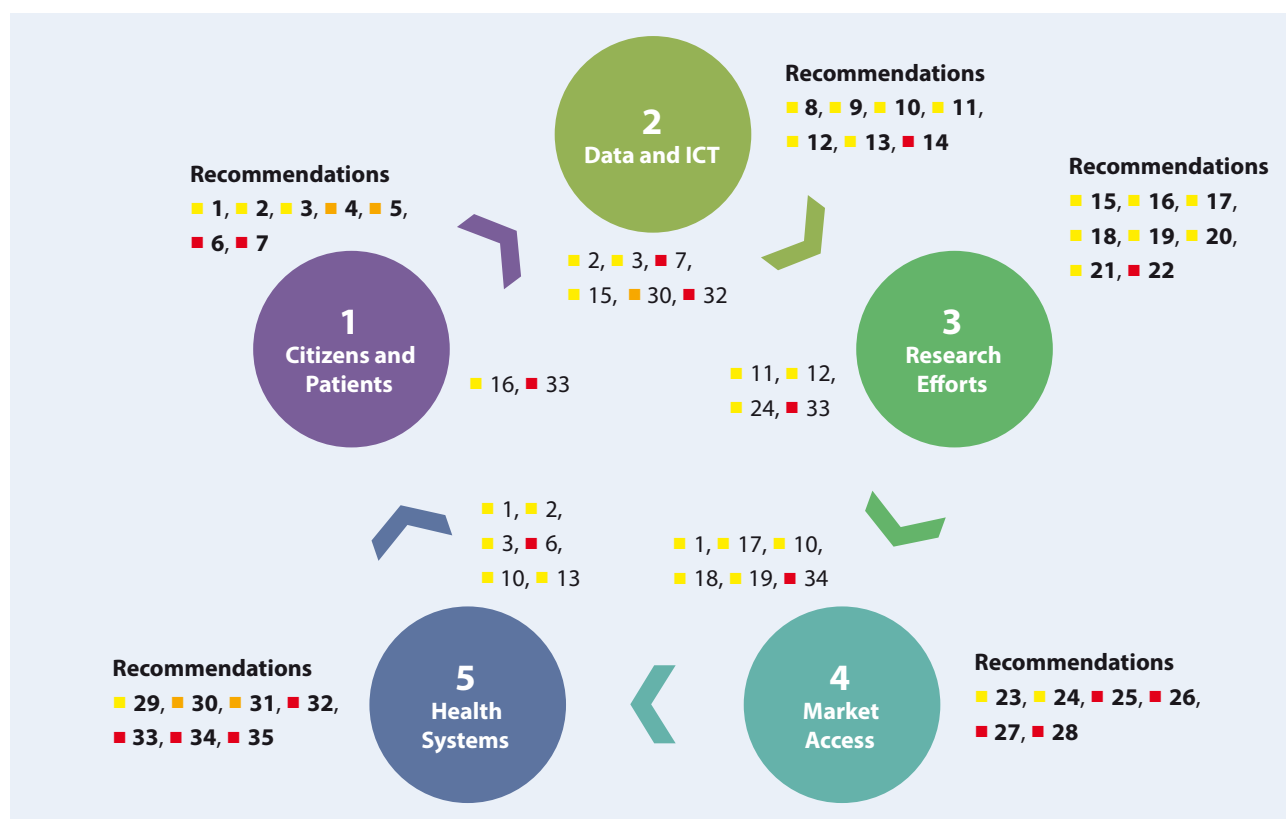 2
Data and ICT
Recommendations
8, 9, 10, 11,
12, 13, 14
Recommendations
1, 2, 3, 4, 5,
6, 7
Recommendations
15, 16, 17,
18, 19, 20,
21, 22
2, 3, 7,
15, 30, 32
1
Citizens and
Patients
3
Research
Efforts
16, 33
11, 12,
24, 33
1, 2,
3, 6,
10, 13
1, 17, 10,
18, 19, 34
Recommendations
29, 30, 31, 32,
33, 34, 35
5
Health
Systems
4
Market
Access
Recommendations
23, 24, 25, 26,
27, 28